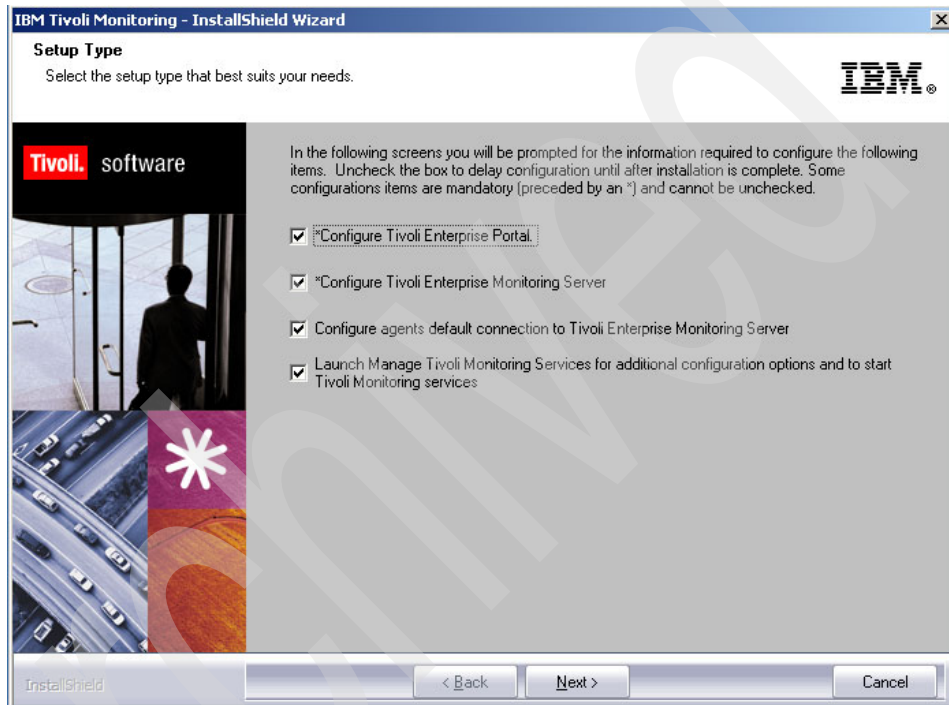 IBM Tivoli Monitoring - InstallShield Wizard
Setup Type
Select the setup type that best suits your needs.
IBM®
Tivoli. software
In the following screens you will be prompted for the information required to configure the following
items. Uncheck the box to delay configuration until after installation is complete. Some
configurations items are mandatory (preceded by an *) and cannot be unchecked.
*Configure Tivoli Enterprise Portal.
*Configure Tivoli Enterprise Monitoring Server
Configure agents default connection to Tivoli Enterprise Monitoring Server
Launch Manage Tivoli Monitoring Services for additional configuration options and to start
Tivoli Monitoring services
InstallShield
< Back
Next >
Cancel